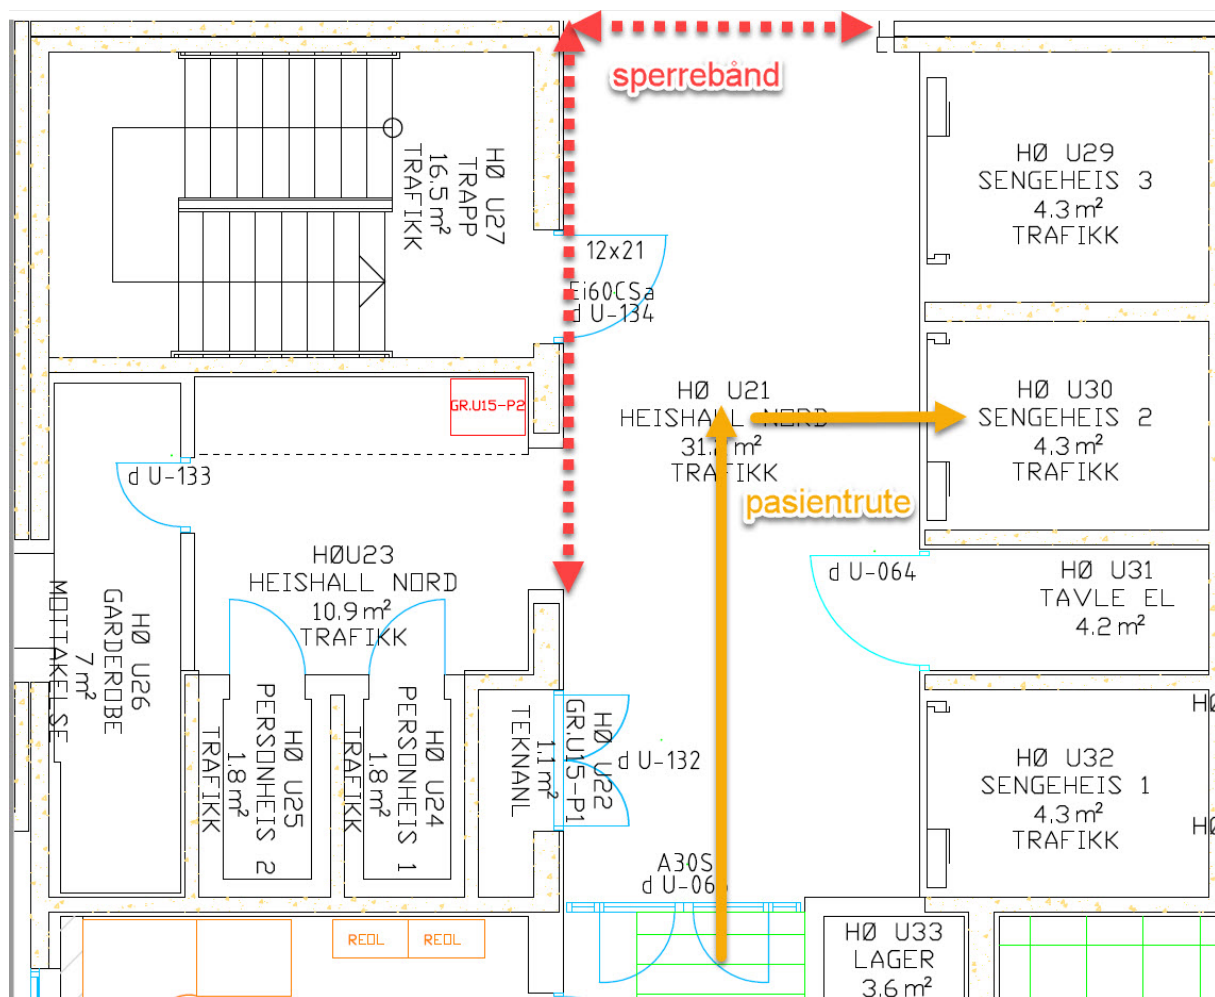 sperrebånd
HØ U27
TRAPP
16.5 m²
TRAFIKK
HØ U29
SENGEHEIS 3
4.3 m²
TRAFIKK
12x21
Ei60CSa
d U-134
GR.U15-P2
HØ U21
HEISHALL NORD
TRAFIKK
HØ U30
SENGEHEIS 2
4.3 m²
TRAFIKK
pasientrute
d U-133
HØU23
HEISHALL NORD
10.9 m²
TRAFIKK
d U-064
HØ U31
TAVLE EL
4.2 m²
HØ U26
GARDEROBE
7 m²
MOTTAKELSE
HØ U25
PERSONHEIS 2
1.8 m²
TRAFIKK
HØ U24
PERSONHEIS 1
1.8 m²
TRAFIKK
HØ U22
GR.U15-P1
1.1 m²
TEKNANL
d U-132
HØ U32
SENGEHEIS 1
4.3 m²
TRAFIKK
HØ
HØ
A30S
REOL
REOL
HØ U33
LAGER
3.6 m²